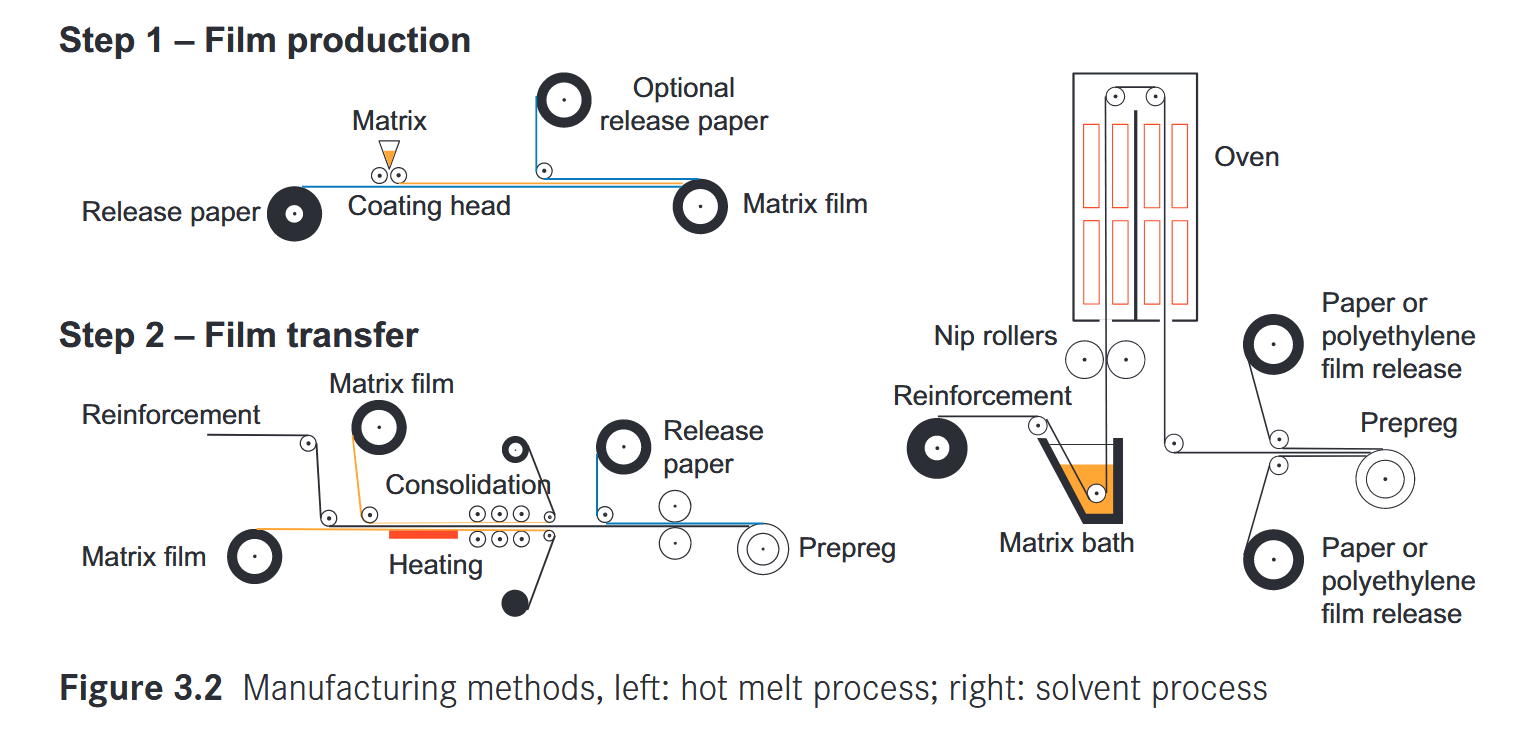 Step 1 – Film production
Optional
release paper
Matrix
Release paper
Coating head
Matrix film
Step 2 – Film transfer
Matrix film
Reinforcement
Release
paper
Consolidation
Matrix film
Heating
Prepreg
Oven
Nip rollers
Reinforcement
Matrix bath
Paper or
polyethylene
film release
Prepreg
Paper or
polyethylene
film release
Figure 3.2 Manufacturing methods, left: hot melt process; right: solvent process